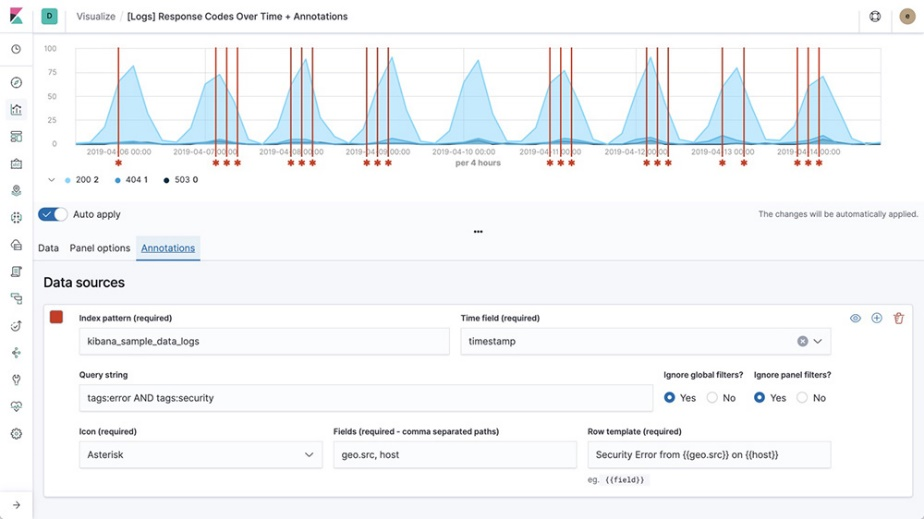 D Visualize / [Logs] Response Codes Over Time + Annotations e
100
75
50
25
0
2019-04-06 00:00 2019-04-07 00:00 2019-04-08 00:00 2019-04-09 00:00 2019-04-10 00:00 2019-04-11 00:00 2019-04-12 00:00 2019-04-13 00:00 2019-04-14 00:00
per 4 hours
200 2 404 1 503 0
Auto apply The changes will be automatically applied.
Data Panel options Annotations
Data sources
Index pattern (required) Time field (required)
kibana_sample_data_logs timestamp
Query string Ignore global filters? Ignore panel filters?
tags:error AND tags:security Yes No Yes No
Icon (required) Fields (required - comma separated paths) Row template (required)
Asterisk geo.src, host Security Error from {{geo.src}} on {{host}}
eg. {{field}}